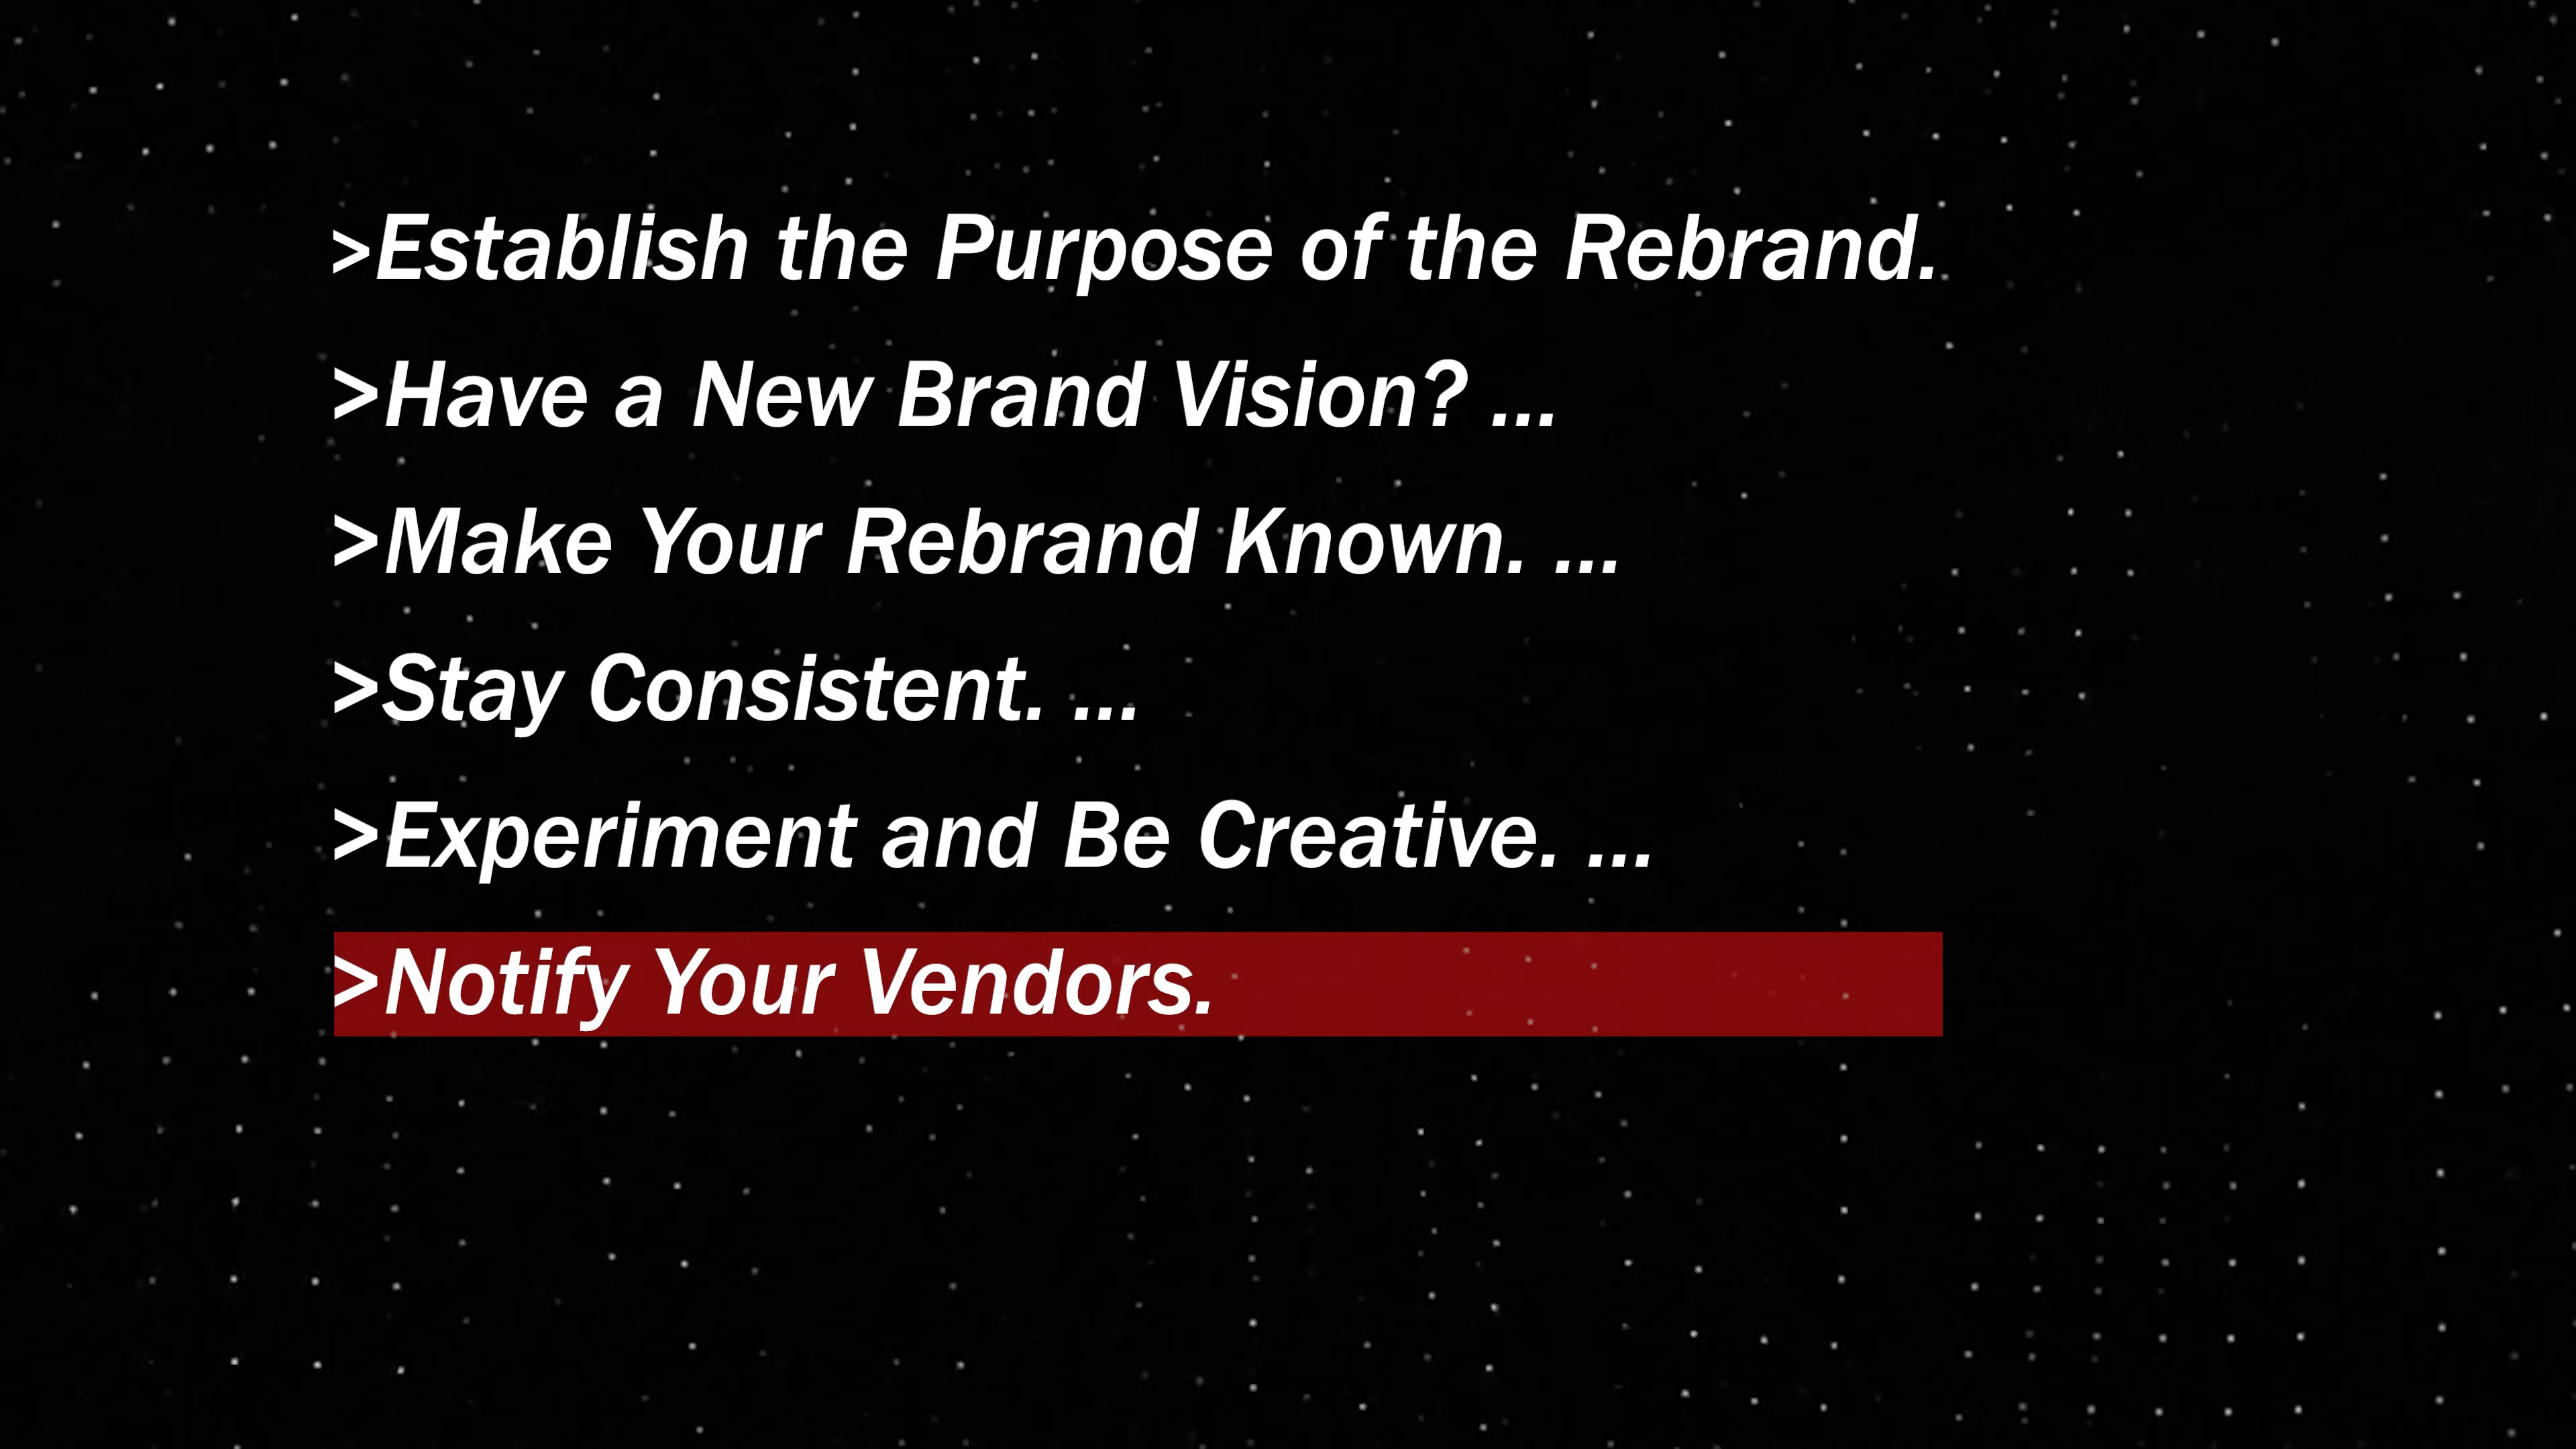 >Establish the Purpose of the Rebrand.
>Have a New Brand Vision? ...
>Make Your Rebrand Known. ...
>Stay Consistent. ...
>Experiment and Be Creative. ...
>Notify Your Vendors.